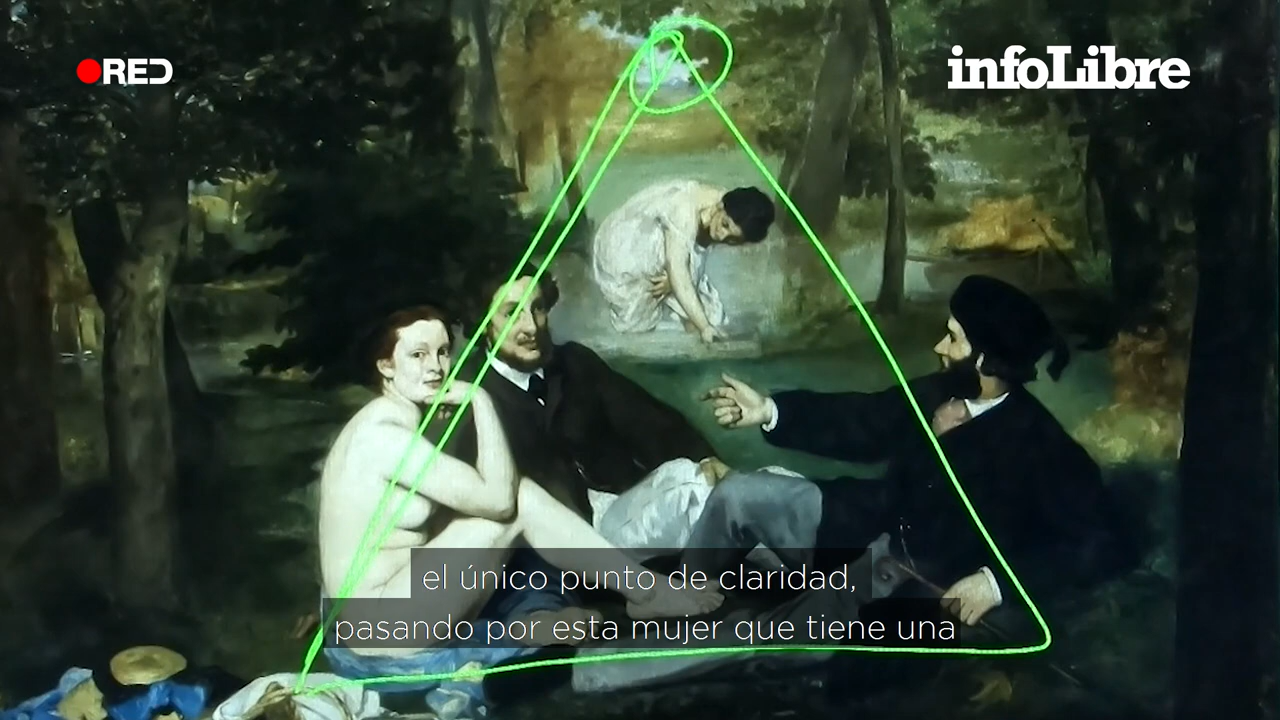 RED
infoLibre
el único punto de claridad,
pasando por esta mujer que tiene una